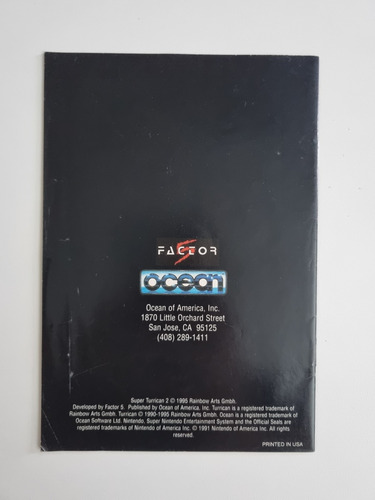 FACTOR
5
ocean
Ocean of America, Inc.
1870 Little Orchard Street
San Jose, CA 95125
(408) 289-1411
Super Turrican 2 © 1995 Rainbow Arts Gmbh.
Developed by Factor 5. Published by Ocean of America, Inc. Turrican is a registered trademark of
Rainbow Arts Gmbh. Turrican © 1990-1995 Rainbow Arts Gmbh. Ocean is a registered trademark of
Ocean Software Ltd. Nintendo, Super Nintendo Entertainment System and the Official Seals are
registered trademarks of Nintendo of America Inc. © 1991 Nintendo of America Inc. All rights
reserved.
PRINTED IN USA